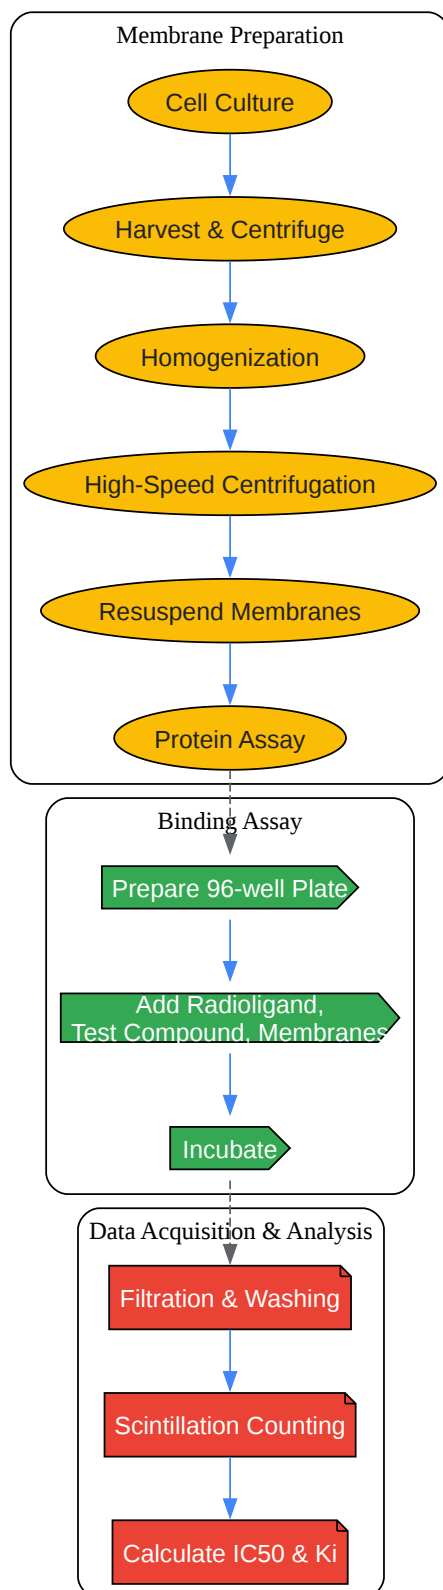 Membrane Preparation
Cell Culture
Harvest & Centrifuge
Homogenization
High-Speed Centrifugation
Resuspend Membranes
Protein Assay
Binding Assay
Prepare 96-well Plate
Add Radioligand,
Test Compound, Membranes
Incubate
Data Acquisition & Analysis
Filtration & Washing
Scintillation Counting
Calculate IC50 & Ki